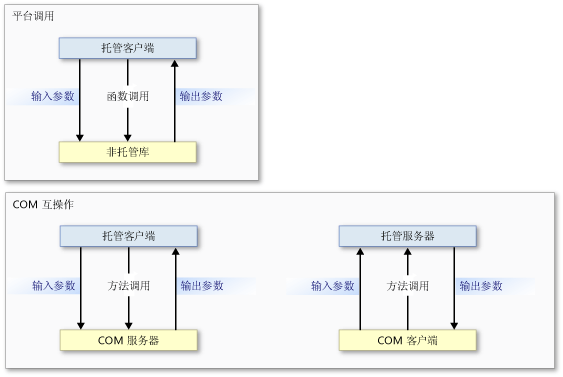 平台调用
托管客户端
输入参数 函数调用 输出参数
非托管库
COM 互操作
托管客户端
输入参数 方法调用 输出参数
COM 服务器
托管服务器
输入参数 方法调用 输出参数
COM 客户端